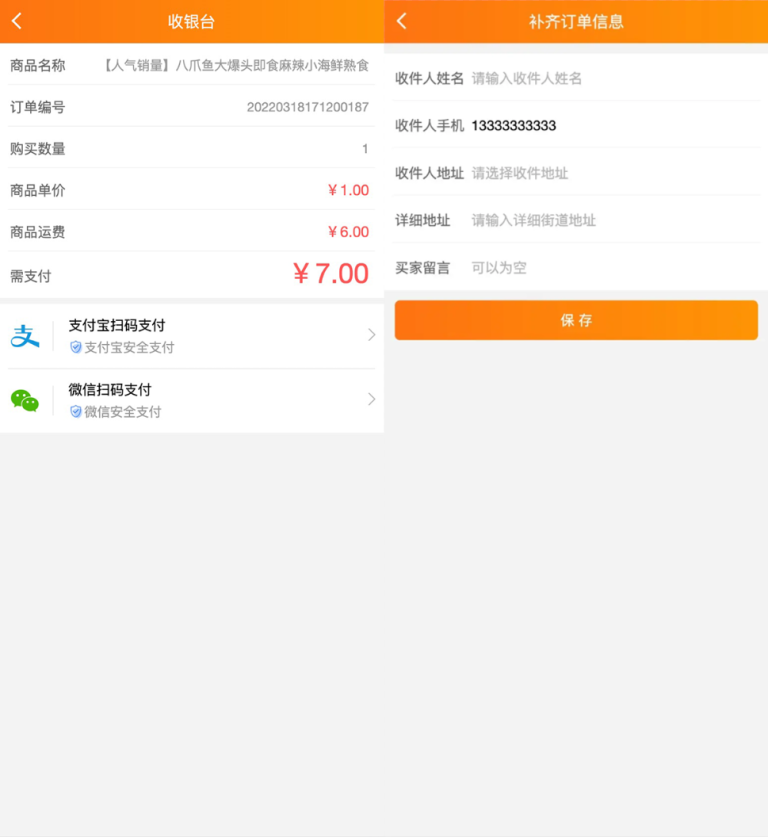 收银台
商品名称 【人气销量】八爪鱼大爆头即食麻辣小海鲜熟食
订单编号 20220318171200187
购买数量 1
商品单价 ￥1.00
商品运费 ￥6.00
需支付 ￥7.00
支付宝扫码支付
支付宝安全支付
微信扫码支付
微信安全支付
补齐订单信息
收件人姓名 请输入收件人姓名
收件人手机 13333333333
收件人地址 请选择收件地址
详细地址 请输入详细街道地址
买家留言 可以为空
保存